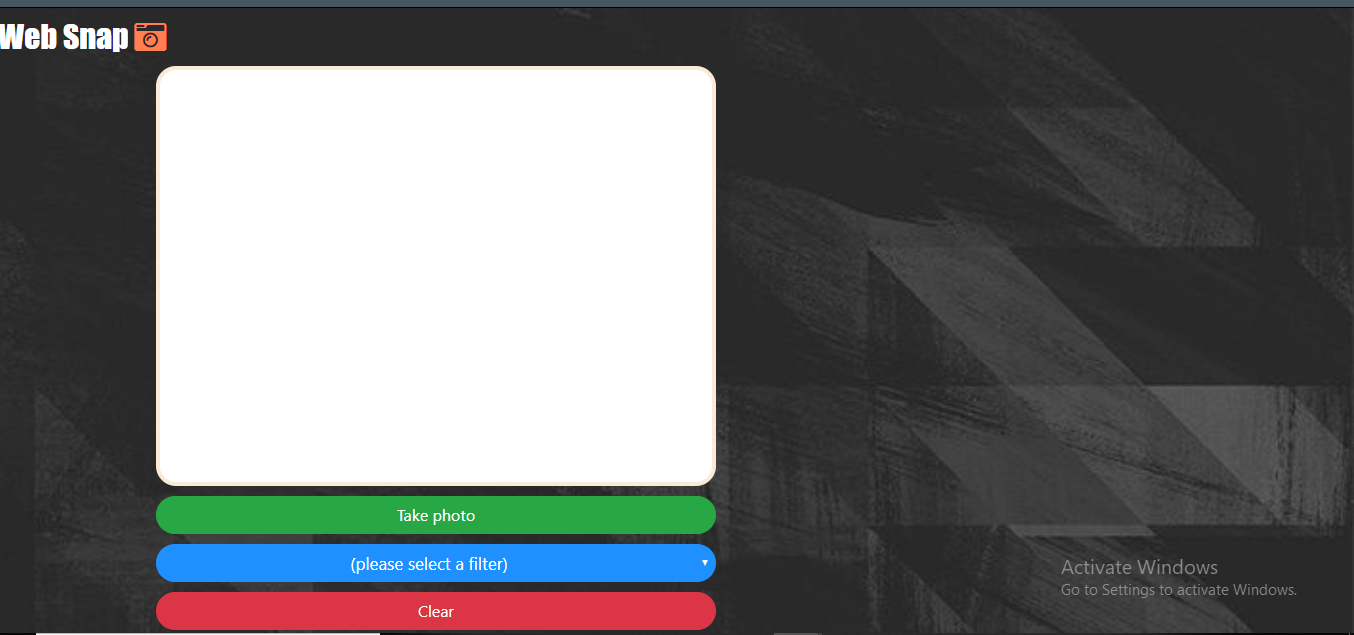 Web Snap
Take photo
(please select a filter)
Clear
Activate Windows
Go to Settings to activate Windows.